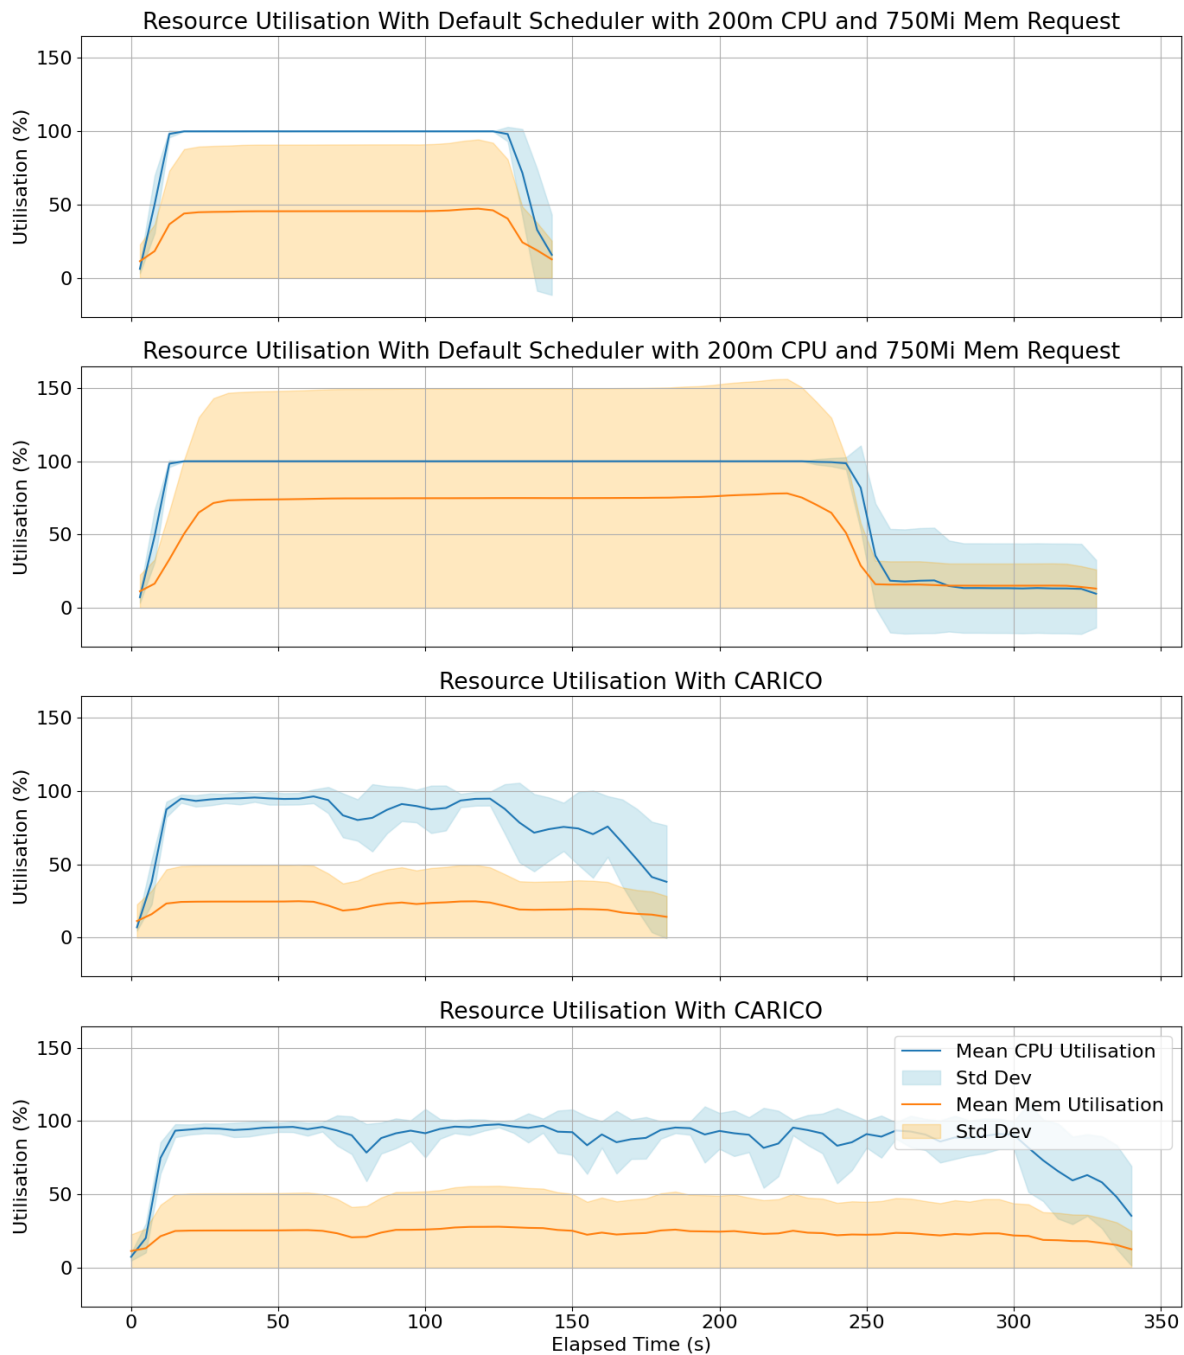 Resource Utilisation With Default Scheduler with 200m CPU and 750Mi Mem Request
150
100
50
0
Utilisation (%)
Resource Utilisation With Default Scheduler with 200m CPU and 750Mi Mem Request
150
100
50
0
Utilisation (%)
Resource Utilisation With CARICO
150
100
50
0
Utilisation (%)
Resource Utilisation With CARICO
150
100
50
0
Utilisation (%)
Mean CPU Utilisation
Std Dev
Mean Mem Utilisation
Std Dev
0 50 100 150 200 250 300 350
Elapsed Time (s)